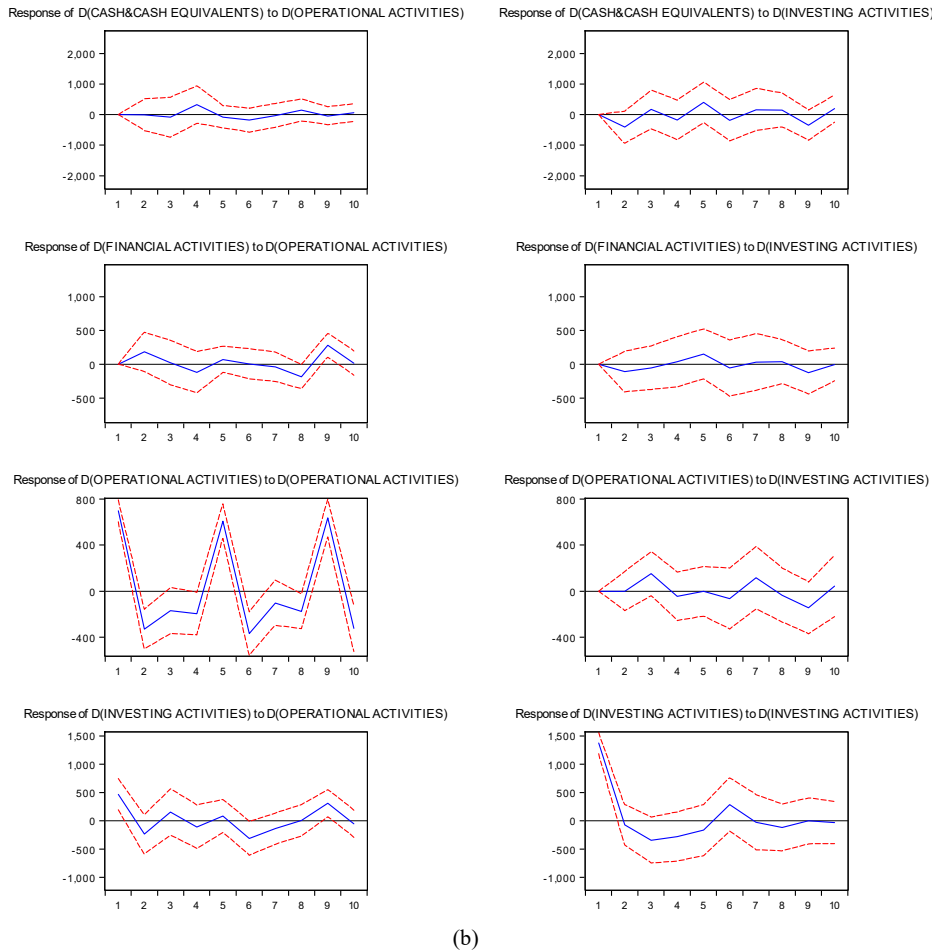 Response of D(CASH&CASH EQUIVALENTS) to D(OPERATIONAL ACTIVITIES)
2,000
1,000
0
-1,000
-2,000
1 2 3 4 5 6 7 8 9 10
Response of D(CASH&CASH EQUIVALENTS) to D(INVESTING ACTIVITIES)
2,000
1,000
0
-1,000
-2,000
1 2 3 4 5 6 7 8 9 10
Response of D(FINANCIAL ACTIVITIES) to D(OPERATIONAL ACTIVITIES)
1,000
500
0
-500
1 2 3 4 5 6 7 8 9 10
Response of D(FINANCIAL ACTIVITIES) to D(INVESTING ACTIVITIES)
1,000
500
0
-500
1 2 3 4 5 6 7 8 9 10
Response of D(OPERATIONAL ACTIVITIES) to D(OPERATIONAL ACTIVITIES)
800
400
0
-400
1 2 3 4 5 6 7 8 9 10
Response of D(OPERATIONAL ACTIVITIES) to D(INVESTING ACTIVITIES)
800
400
0
-400
1 2 3 4 5 6 7 8 9 10
Response of D(INVESTING ACTIVITIES) to D(OPERATIONAL ACTIVITIES)
1,500
1,000
500
0
-500
-1,000
1 2 3 4 5 6 7 8 9 10
Response of D(INVESTING ACTIVITIES) to D(INVESTING ACTIVITIES)
1,500
1,000
500
0
-500
-1,000
1 2 3 4 5 6 7 8 9 10
(b)